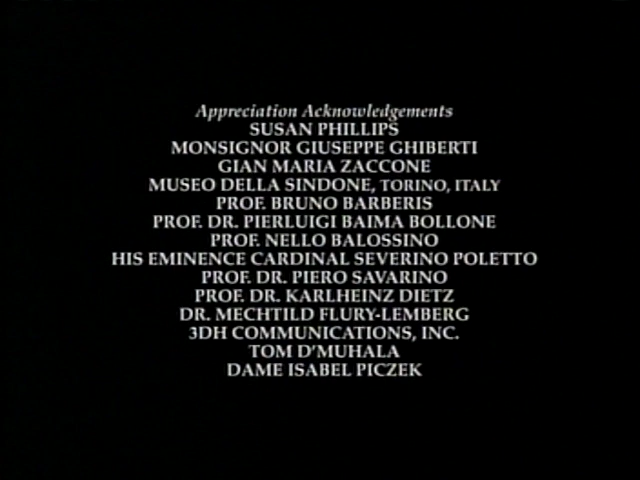 Appreciation Acknowledgements
SUSAN PHILLIPS
MONSIGNOR GIUSEPPE GHIBERTI
GIAN MARIA ZACCONE
MUSEO DELLA SINDONE, TORINO, ITALY
PROF. BRUNO BARBERIS
PROF. DR. PIERLUIGI BAIMA BOLLONE
PROF. NELLO BALOSSINO
HIS EMINENCE CARDINAL SEVERINO POLETTO
PROF. DR. PIERO SAVARINO
PROF. DR. KARLHEINZ DIETZ
DR. MECHTILD FLURY-LEMBERG
3DH COMMUNICATIONS, INC.
TOM D'MUHALA
DAME ISABEL PICZEK